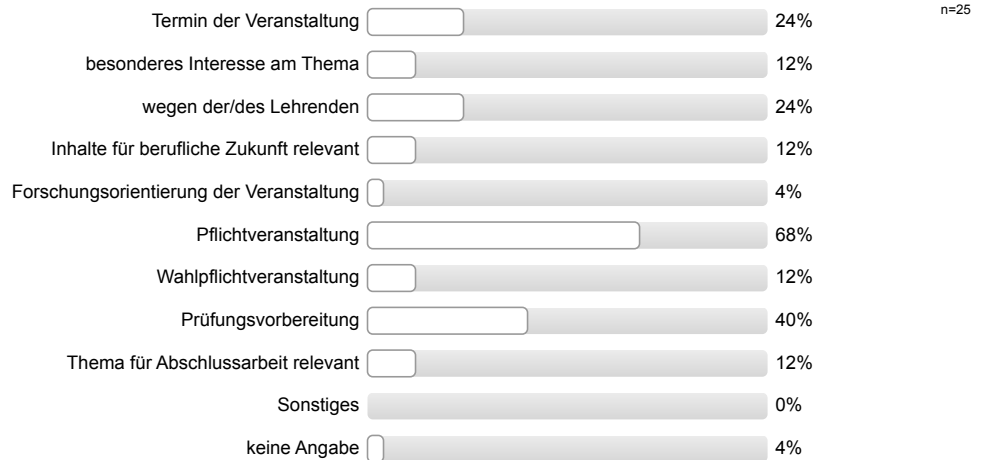 n=25
Termin der Veranstaltung 24%
besonderes Interesse am Thema 12%
wegen der/des Lehrenden 24%
Inhalte für berufliche Zukunft relevant 12%
Forschungsorientierung der Veranstaltung 4%
Pflichtveranstaltung 68%
Wahlpflichtveranstaltung 12%
Prüfungsvorbereitung 40%
Thema für Abschlussarbeit relevant 12%
Sonstiges 0%
keine Angabe 4%